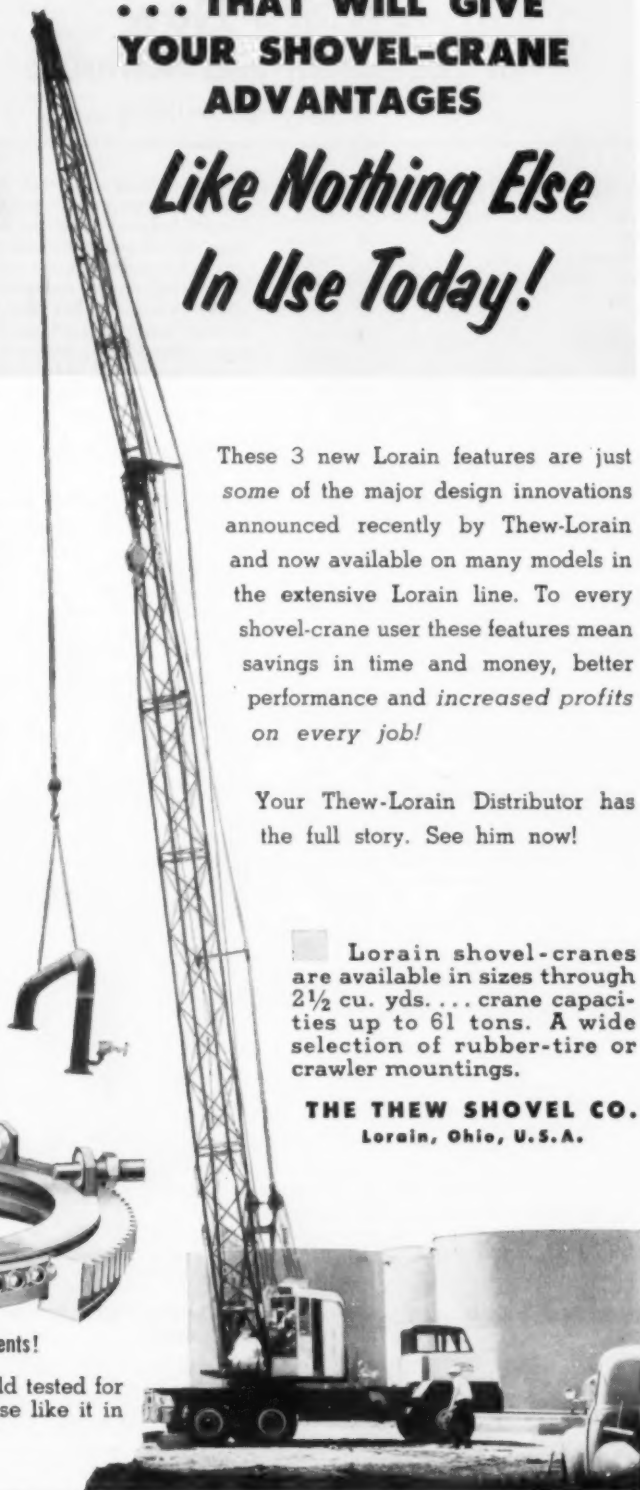 ... THAT WILL GIVE
YOUR SHOVEL-CRANE
ADVANTAGES
Like Nothing Else
In Use Today!
These 3 new Lorain features are just
some of the major design innovations
announced recently by Thew-Lorain
and now available on many models in
the extensive Lorain line. To every
shovel-crane user these features mean
savings in time and money, better
performance and increased profits
on every job!
Your Thew-Lorain Distributor has
the full story. See him now!
Lorain shovel-cranes
are available in sizes through
2½ cu. yds. ... crane capaci-
ties up to 61 tons. A wide
selection of rubber-tire or
crawler mountings.
THE THEW SHOVEL CO.
Lorain, Ohio, U.S.A.
ents!
ld tested for
se like it in